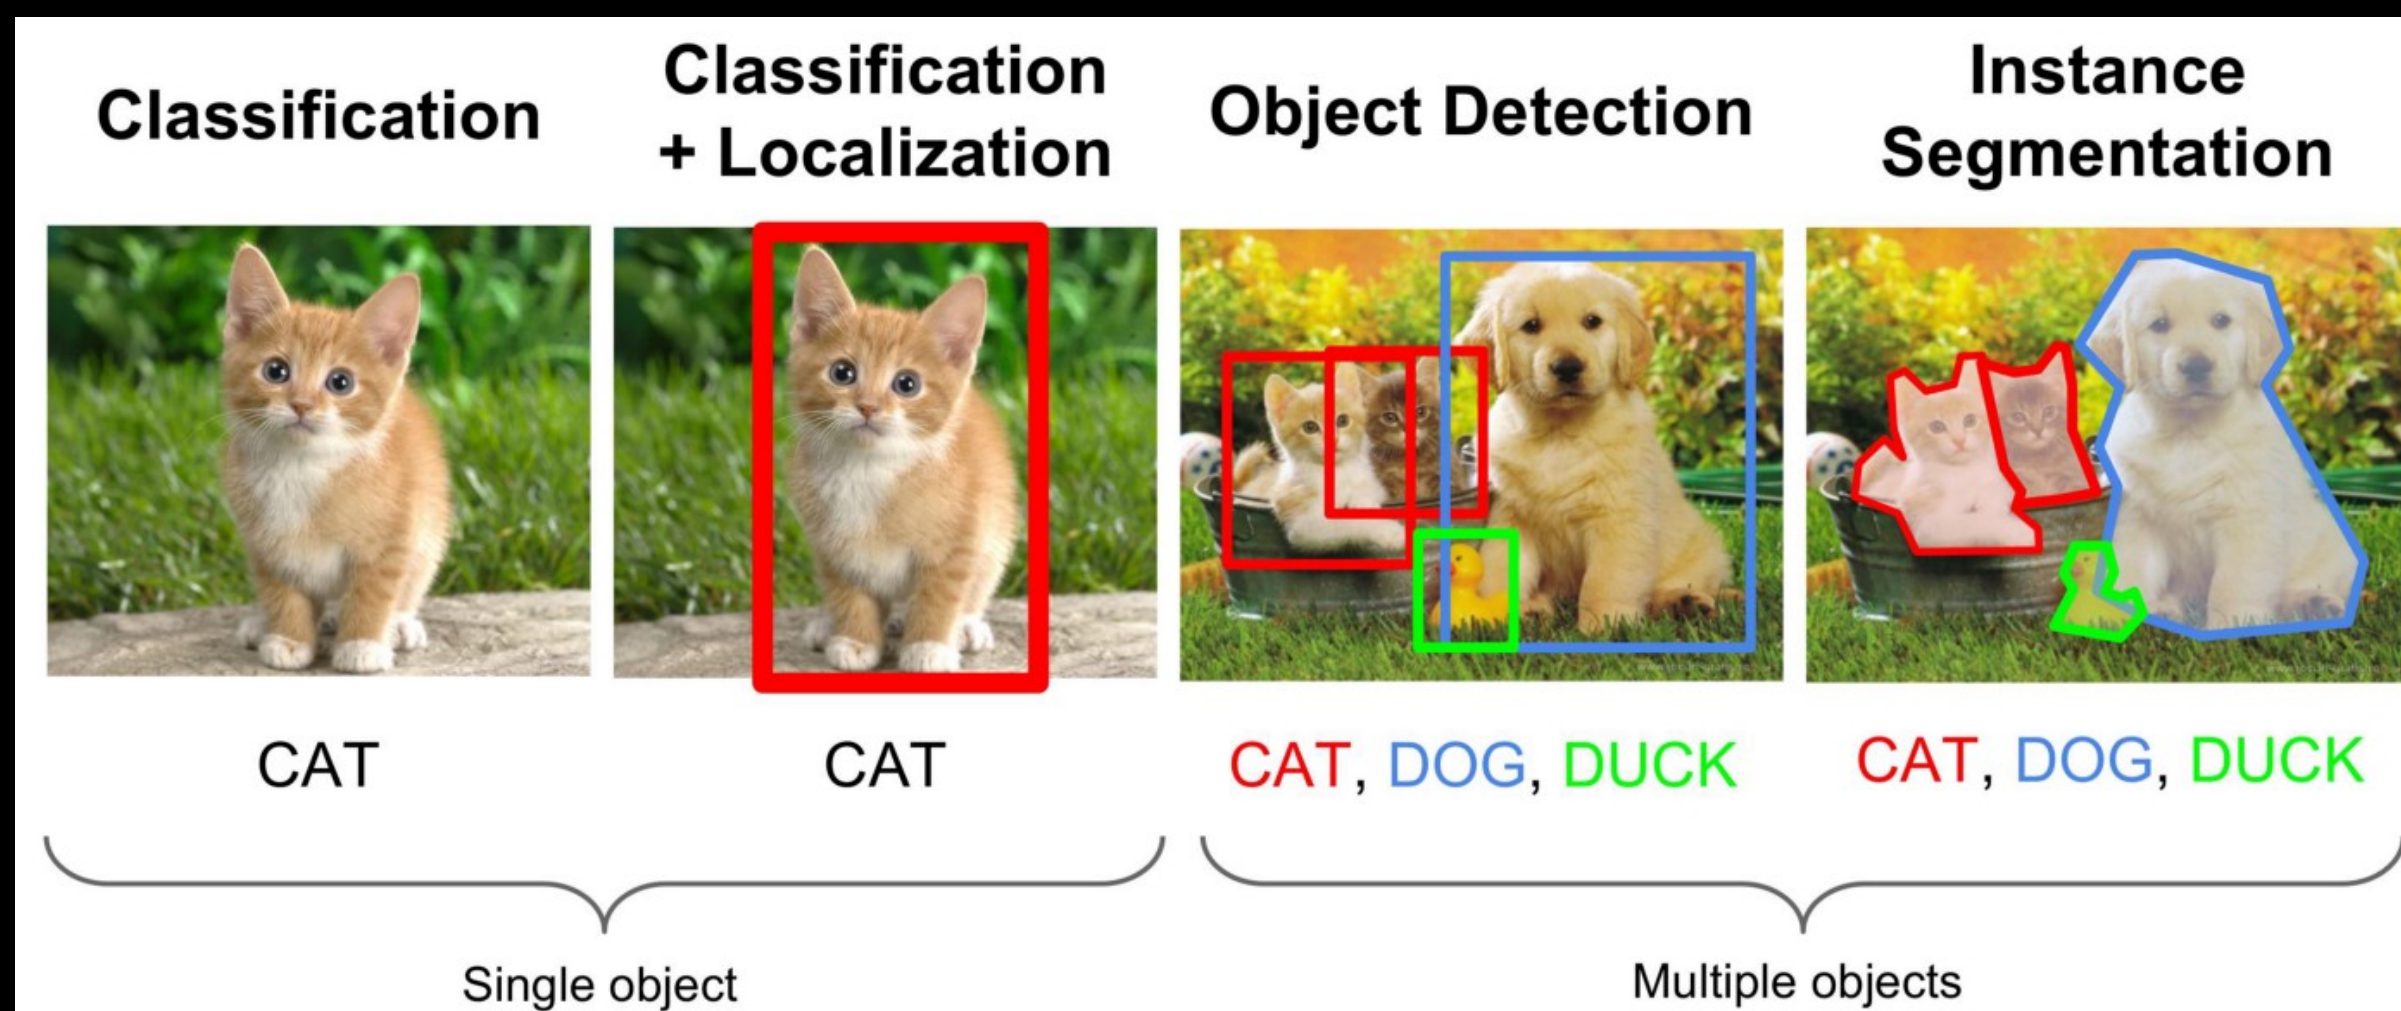 Classification
Classification
+ Localization
Object Detection
Instance
Segmentation
CAT
CAT
CAT, DOG, DUCK
CAT, DOG, DUCK
Single object
Multiple objects